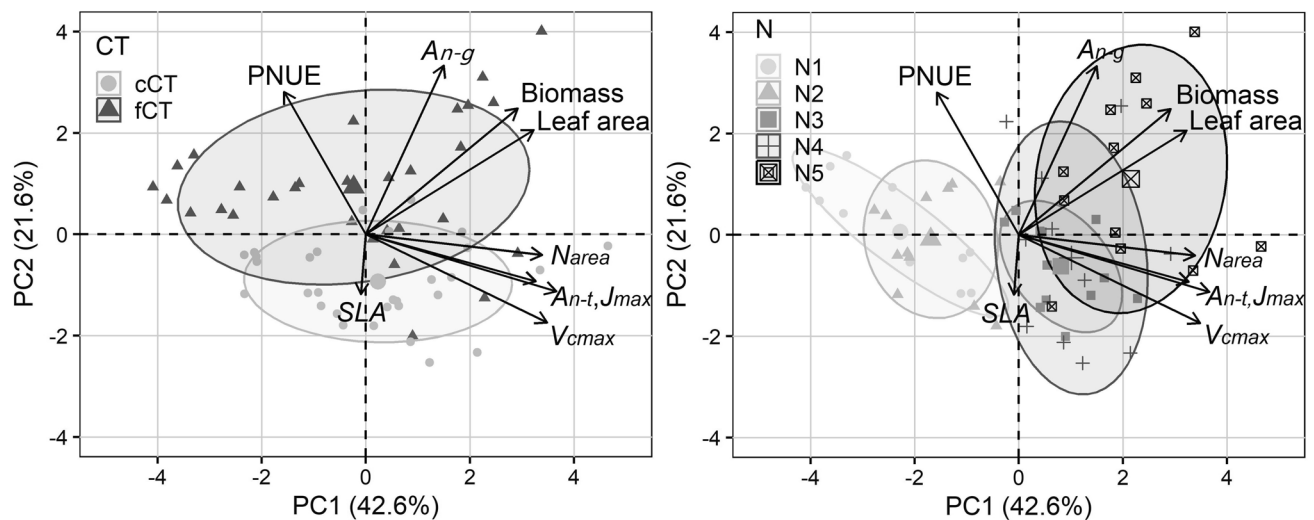 CT
cCT
fCT
PNUE
An-g
Biomass
Leaf area
Narea
An-t,Jmax
Vcmax
SLA
4
2
0
-2
-4
-4
-2
0
2
4
PC2 (21.6%)
PC1 (42.6%)
N
N1
N2
N3
N4
N5
PNUE
An-g
Biomass
Leaf area
Narea
An-t,Jmax
Vcmax
SLA
4
2
0
-2
-4
-4
-2
0
2
4
PC2 (21.6%)
PC1 (42.6%)